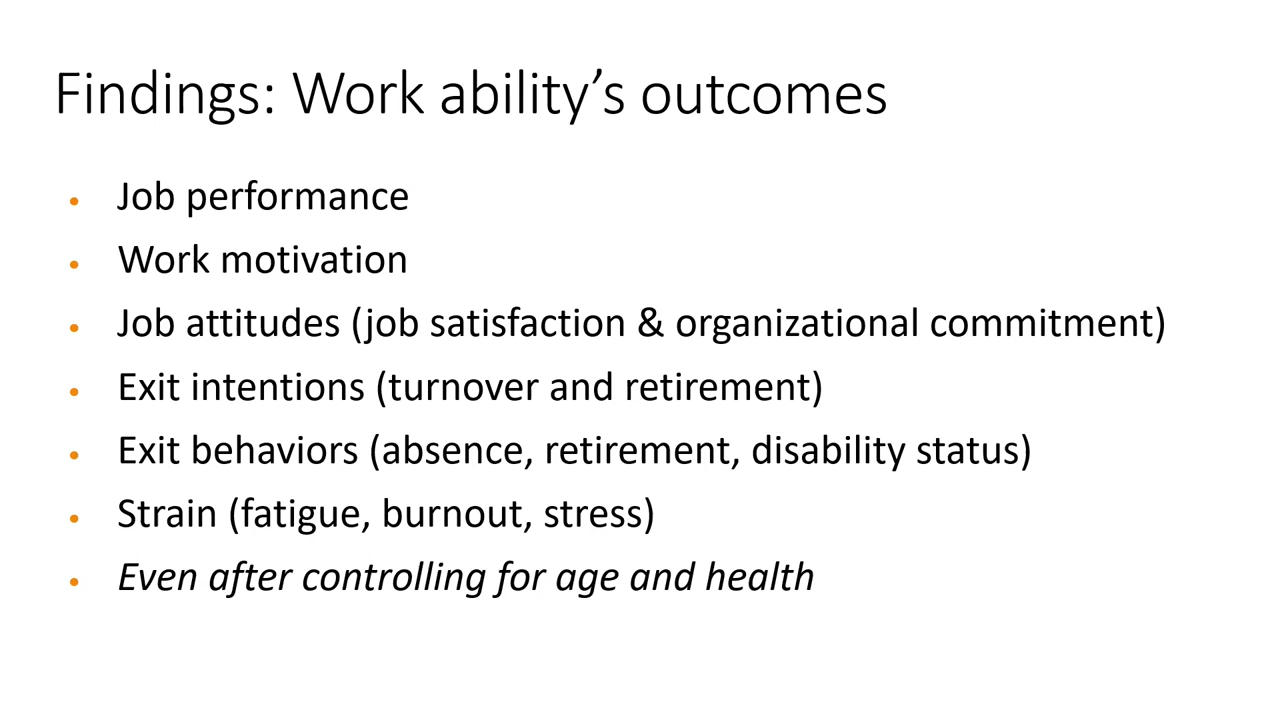 Findings: Work ability’s outcomes
• Job performance
• Work motivation
• Job attitudes (job satisfaction & organizational commitment)
• Exit intentions (turnover and retirement)
• Exit behaviors (absence, retirement, disability status)
• Strain (fatigue, burnout, stress)
• Even after controlling for age and health